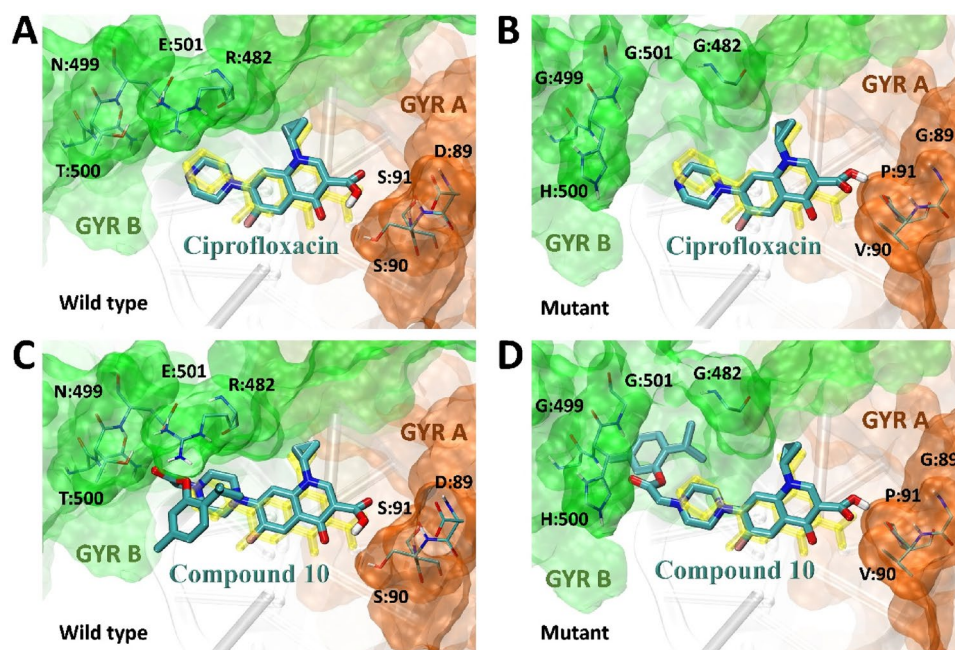 A
E:501
N:499
R:482
GYR A
D:89
S:91
T:500
GYR B
Ciprofloxacin
S:90
Wild type
B
G:501
G:482
G:499
GYR A
G:89
P:91
H:500
GYR B
Ciprofloxacin
V:90
Mutant
C
E:501
N:499
R:482
GYR A
D:89
S:91
T:500
GYR B
Compound 10
S:90
Wild type
D
G:501
G:482
G:499
GYR A
G:89
P:91
H:500
GYR B
Compound 10
V:90
Mutant